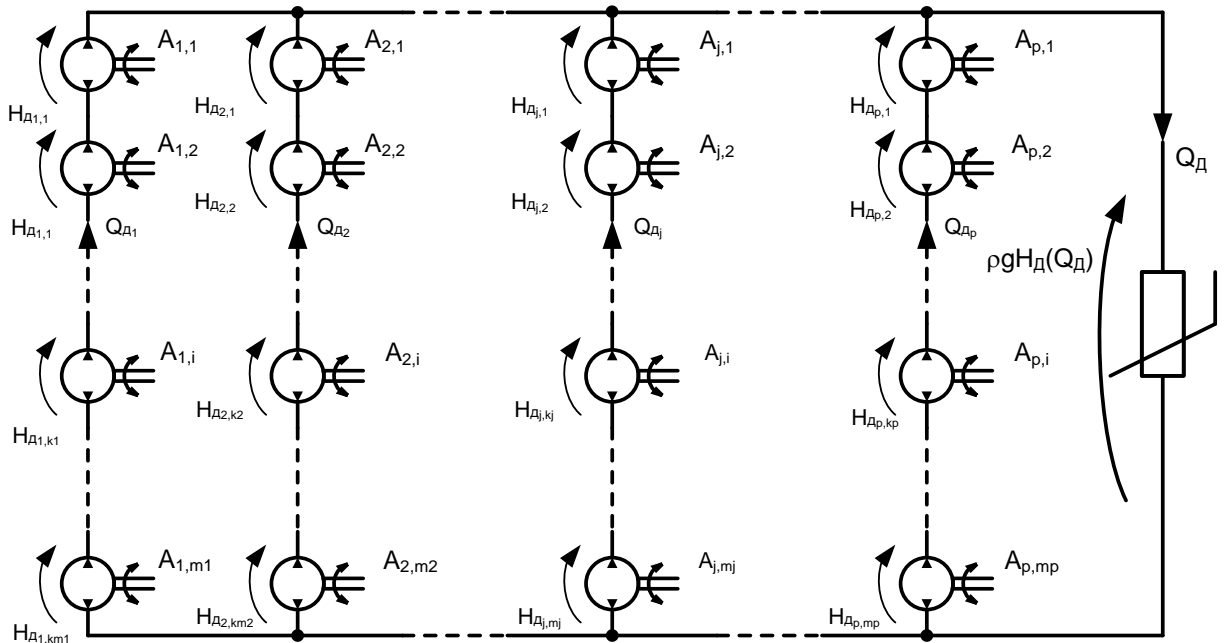 A1,1 A2,1 Aj,1 Ap,1
Hд1,1 Hд2,1 Hдj,1 Hдp,1
A1,2 A2,2 Aj,2 Ap,2
QД
Hд1,1 Hд2,2 Hдj,2 Hдp,2
Qд1 Qд2 Qдj Qдp
ρgHД(QД)
A1,i A2,i Aj,i Ap,i
Hд1,k1 Hд2,k2 Hдj,kj Hдp,kp
A1,m1 A2,m2 Aj,mj Ap,mp
Hд1,km1 Hд2,km2 Hдj,mj Hдp,mp